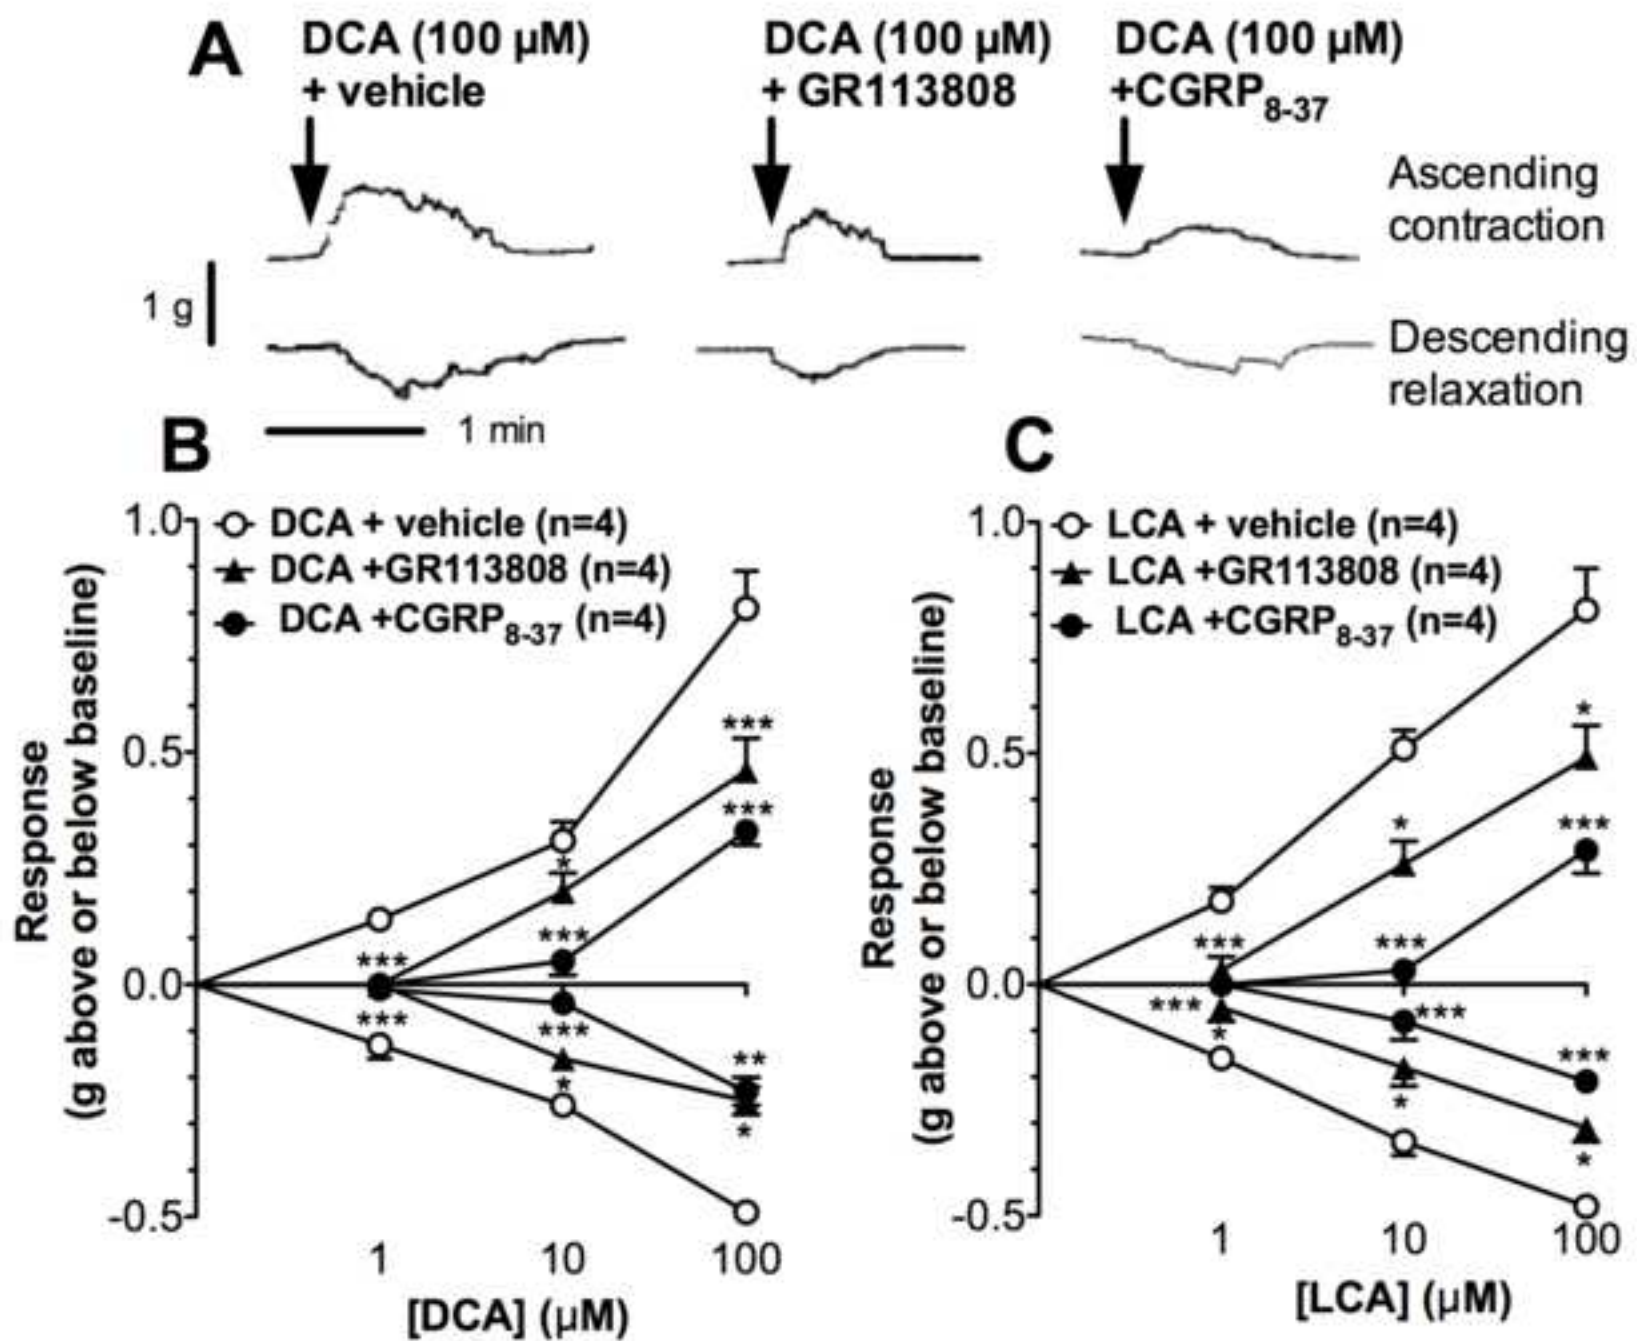 A
DCA (100 µM)
+ vehicle
DCA (100 µM)
+ GR113808
DCA (100 µM)
+CGRP8-37
Ascending
contraction
1 g
Descending
relaxation
1 min
B
1.0
DCA + vehicle (n=4)
DCA +GR113808 (n=4)
DCA +CGRP8-37 (n=4)
Response
(g above or below baseline)
0.5
0.0
-0.5
***
***
*
***
***
***
***
*
**
*
1
10
100
[DCA] (µM)
C
1.0
LCA + vehicle (n=4)
LCA +GR113808 (n=4)
LCA +CGRP8-37 (n=4)
Response
(g above or below baseline)
0.5
0.0
-0.5
*
*
***
***
***
***
***
*
***
*
*
1
10
100
[LCA] (µM)